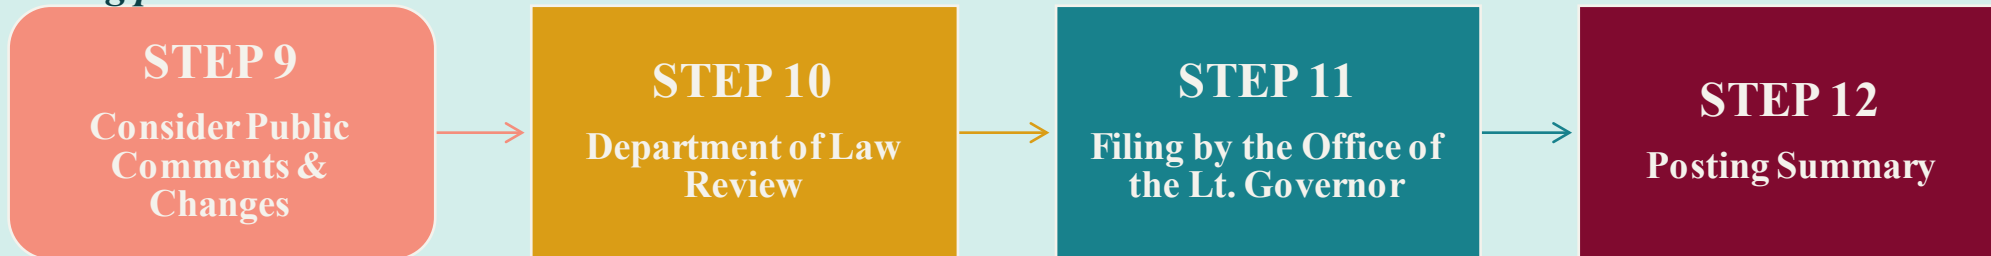 STEP 9
Consider Public
Comments &
Changes
STEP 10
Department of Law
Review
STEP 11
Filing by the Office of
the Lt. Governor
STEP 12
Posting Summary